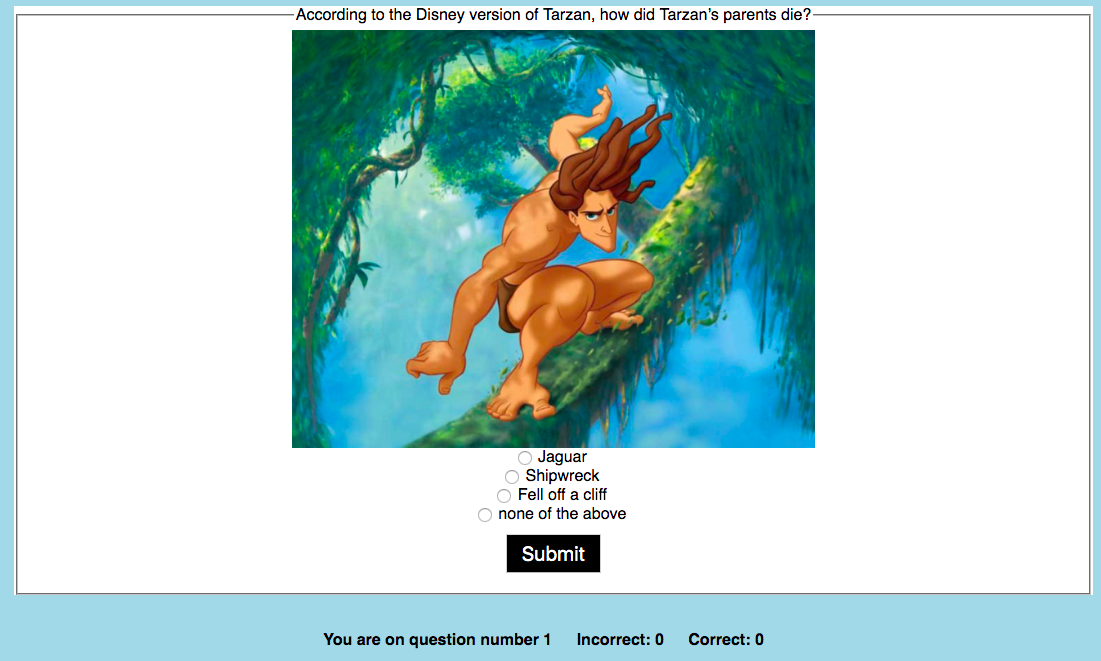 According to the Disney version of Tarzan, how did Tarzan's parents die?
Jaguar
Shipwreck
Fell off a cliff
none of the above
Submit
You are on question number 1 Incorrect: 0 Correct: 0